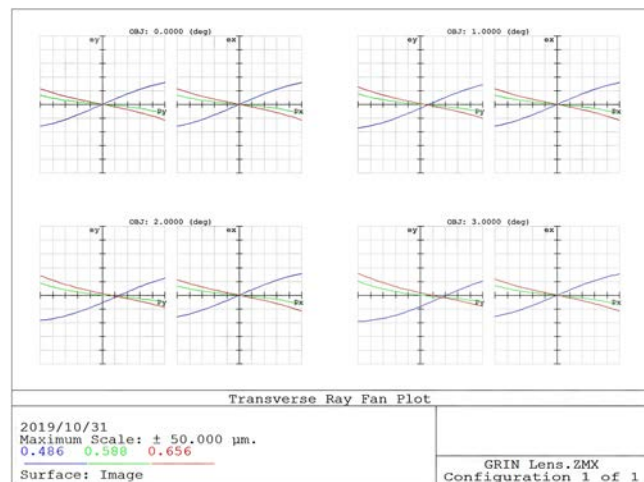 OBJ: 0.0000 (deg)
ey
ex
Py
Px
OBJ: 1.0000 (deg)
ey
ex
Py
Px
OBJ: 2.0000 (deg)
ey
ex
Py
Px
OBJ: 3.0000 (deg)
ey
ex
Py
Px
Transverse Ray Fan Plot
2019/10/31
Maximum Scale: ± 50.000 µm.
0.486 0.588 0.656
Surface: Image
GRIN Lens.ZMX
Configuration 1 of 1